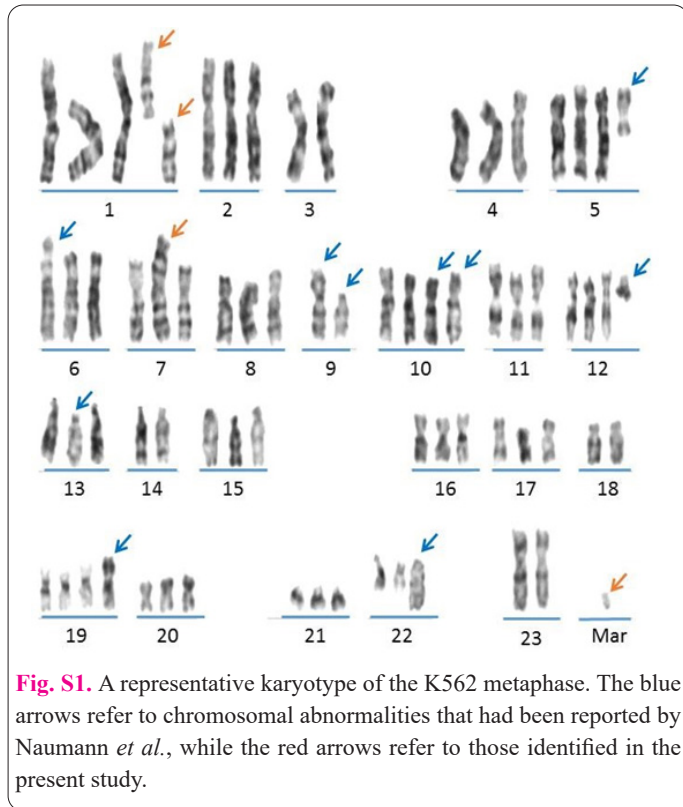 1 2 3 4 5
6 7 8 9 10 11 12
13 14 15 16 17 18
19 20 21 22 23 Mar
Fig. S1. A representative karyotype of the K562 metaphase. The blue
arrows refer to chromosomal abnormalities that had been reported by
Naumann et al., while the red arrows refer to those identified in the
present study.